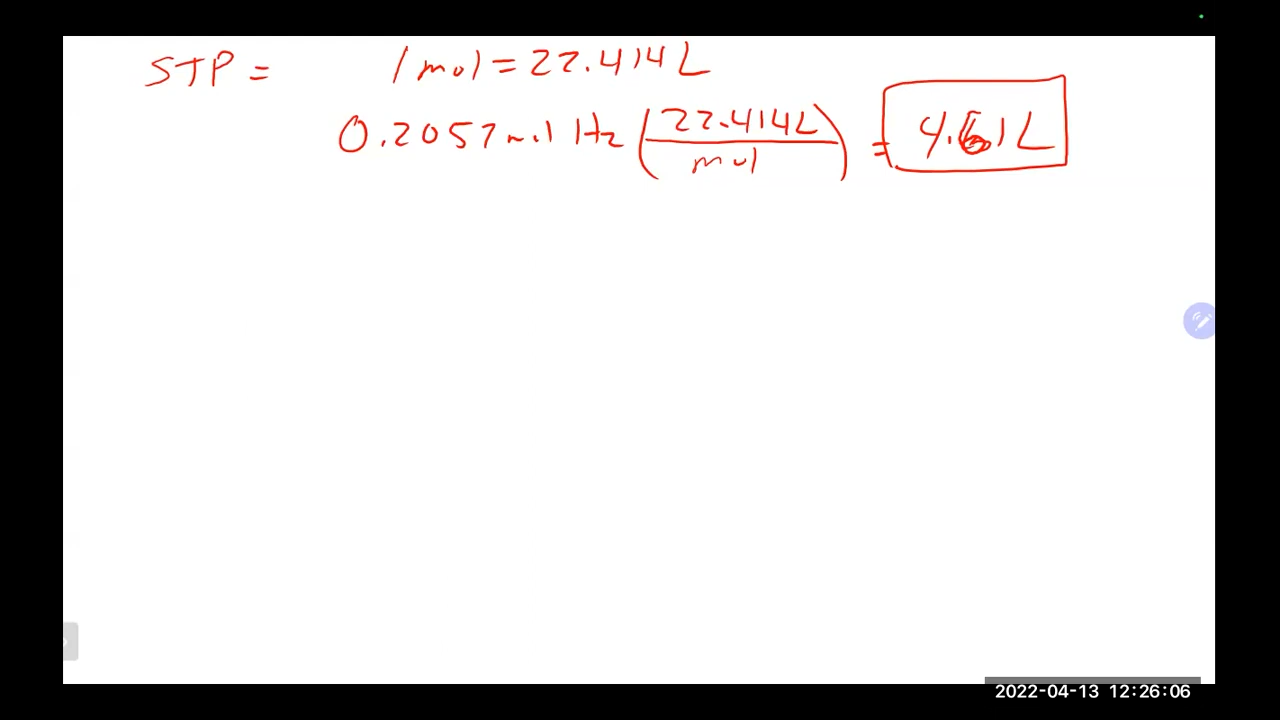 STP = 1 mol = 22.414 L
0.2057 mol H2 (22.414L / mol) = 4.61 L
2022-04-13 12:26:06